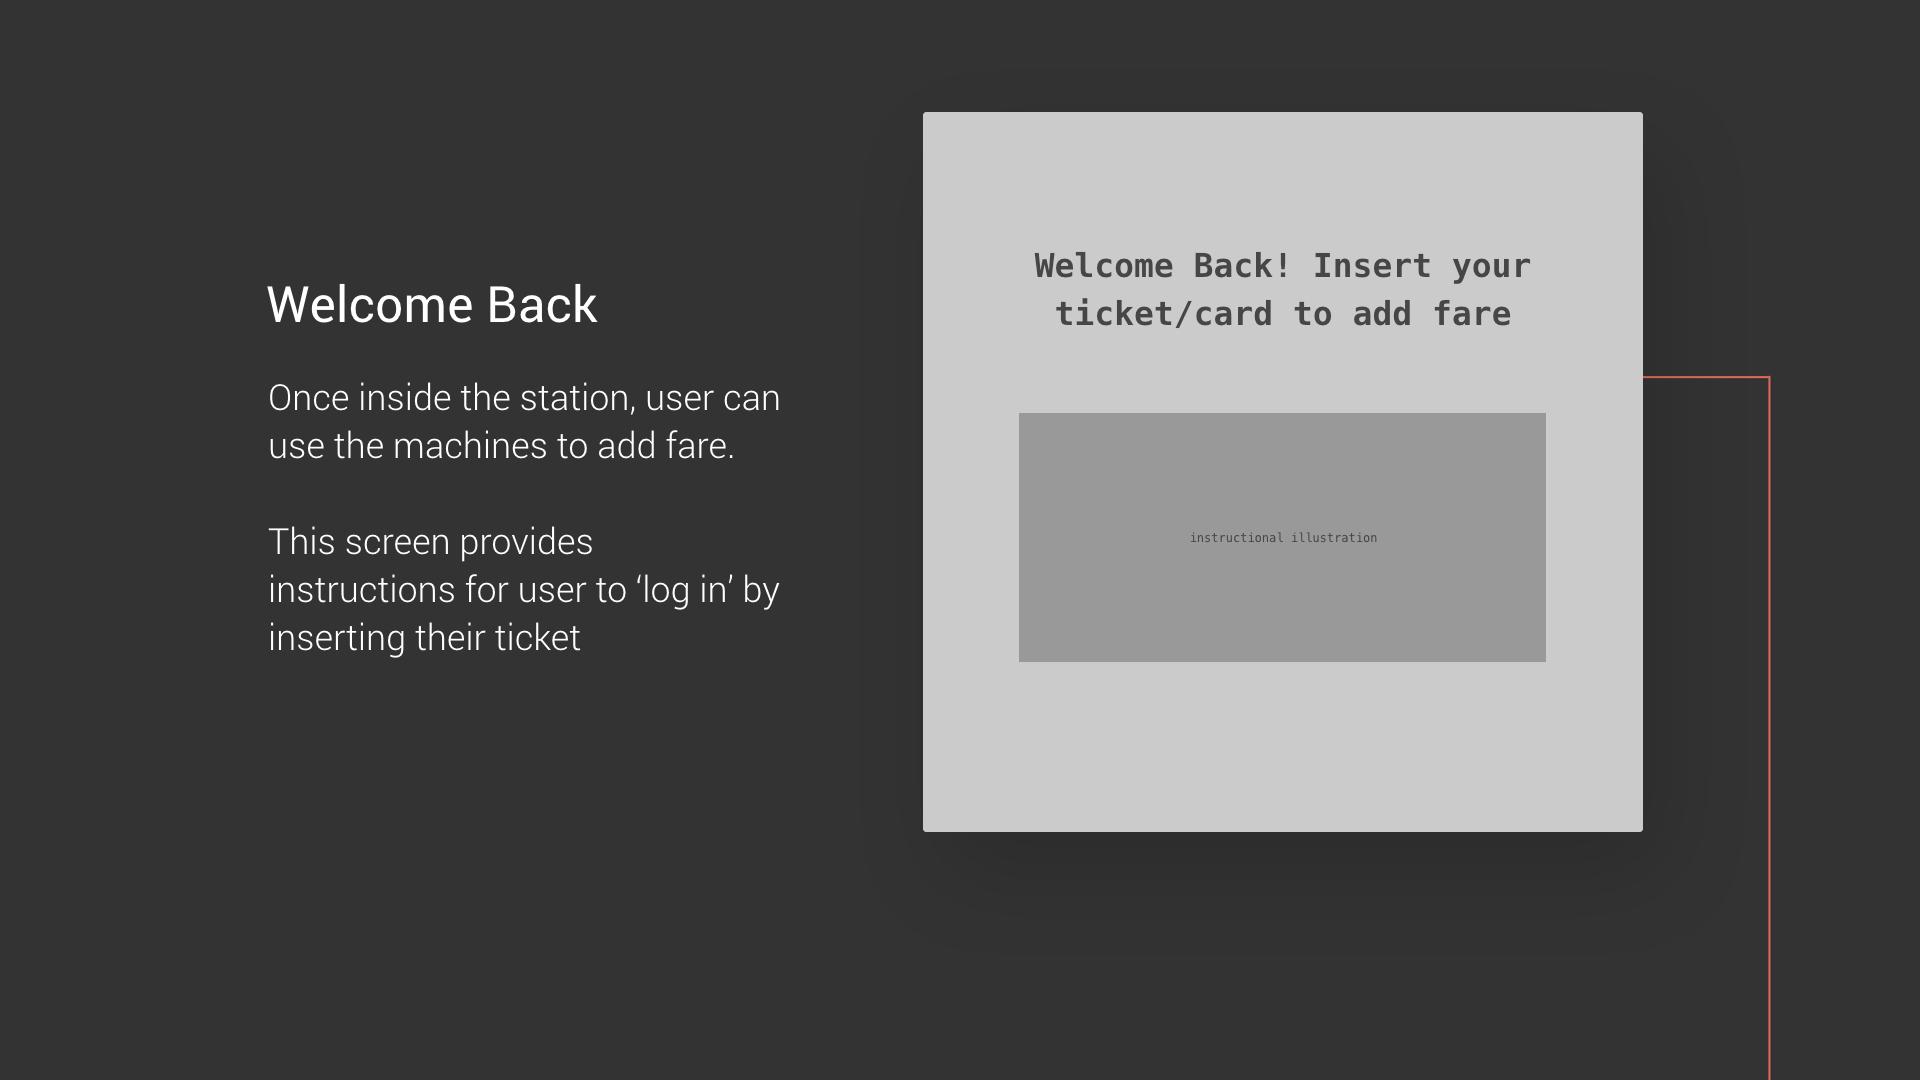 Welcome Back
Once inside the station, user can
use the machines to add fare.
This screen provides
instructions for user to ‘log in’ by
inserting their ticket
Welcome Back! Insert your
ticket/card to add fare
instructional illustration